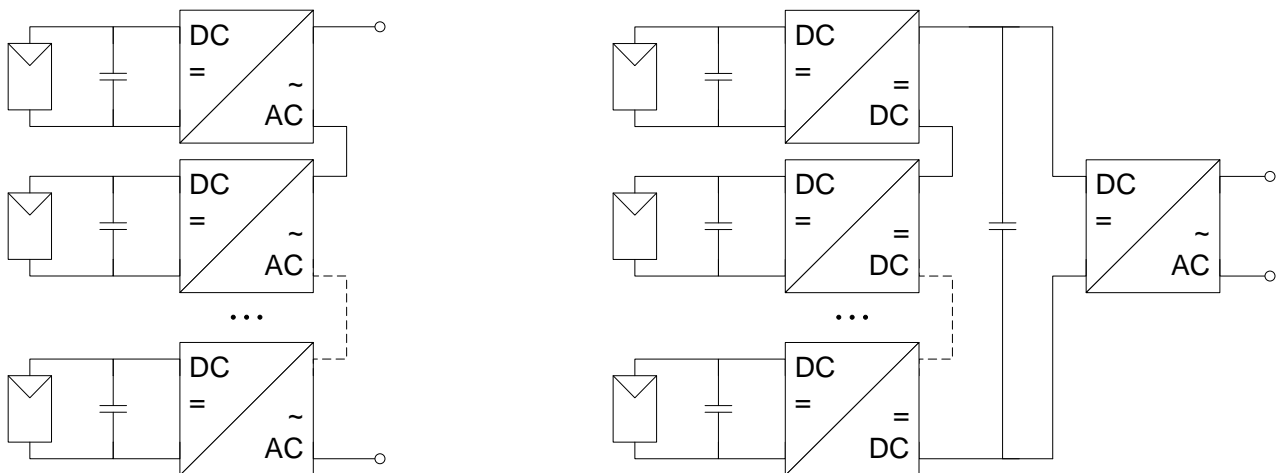 DC
=
~
AC
DC
=
~
AC
...
DC
=
~
AC
DC
=
=
DC
DC
=
=
DC
...
DC
=
=
DC
DC
=
~
AC